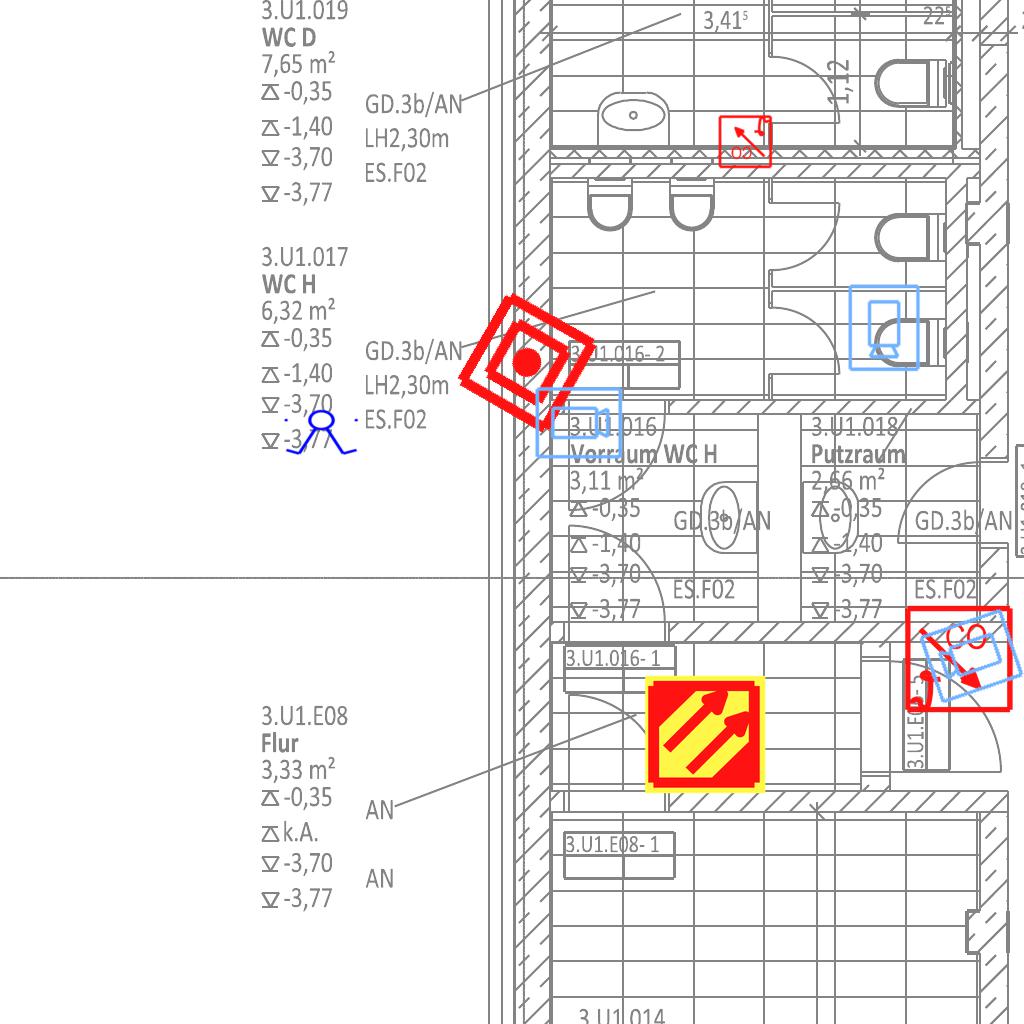 3.U1.019
WC D
7,65 m²
-0,35
-1,40
-3,70
-3,77
GD.3b/AN
LH2,30m
ES.F02
3,41⁵
22⁵
1,12
O2
3.U1.017
WC H
6,32 m²
-0,35
-1,40
-3,70
-3,77
GD.3b/AN
LH2,30m
ES.F02
3.U1.016- 2
3.U1.016
Vorraum WC H
3,11 m²
-0,35
-1,40
-3,70
-3,77
GD.3b/AN
ES.F02
3.U1.018
Putzraum
2,66 m²
-0,35
-1,40
-3,70
-3,77
GD.3b/AN
ES.F02
CO
3.U1.016- 1
3.U1.E08
Flur
3,33 m²
-0,35
k.A.
-3,70
-3,77
AN
AN
3.U1.E08- 1
3.U1.014